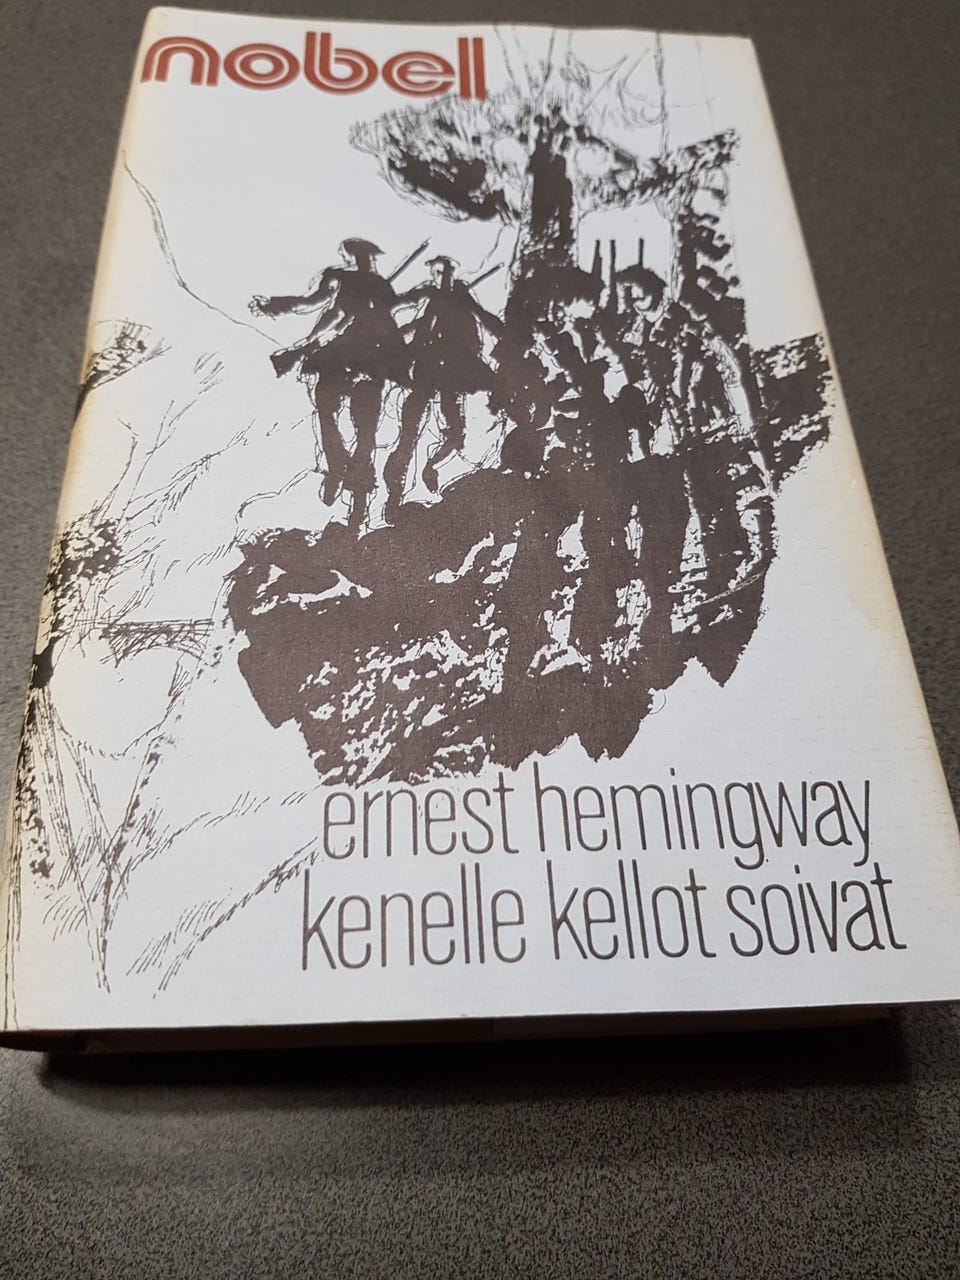 nobel
ernest hemingway
kenelle kellot soivat